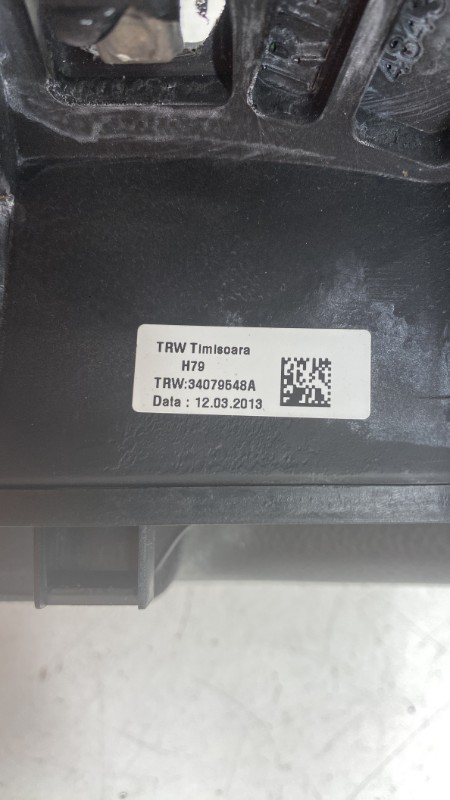 TRW Timisoara
H79
TRW:34079548A
Data : 12.03.2013